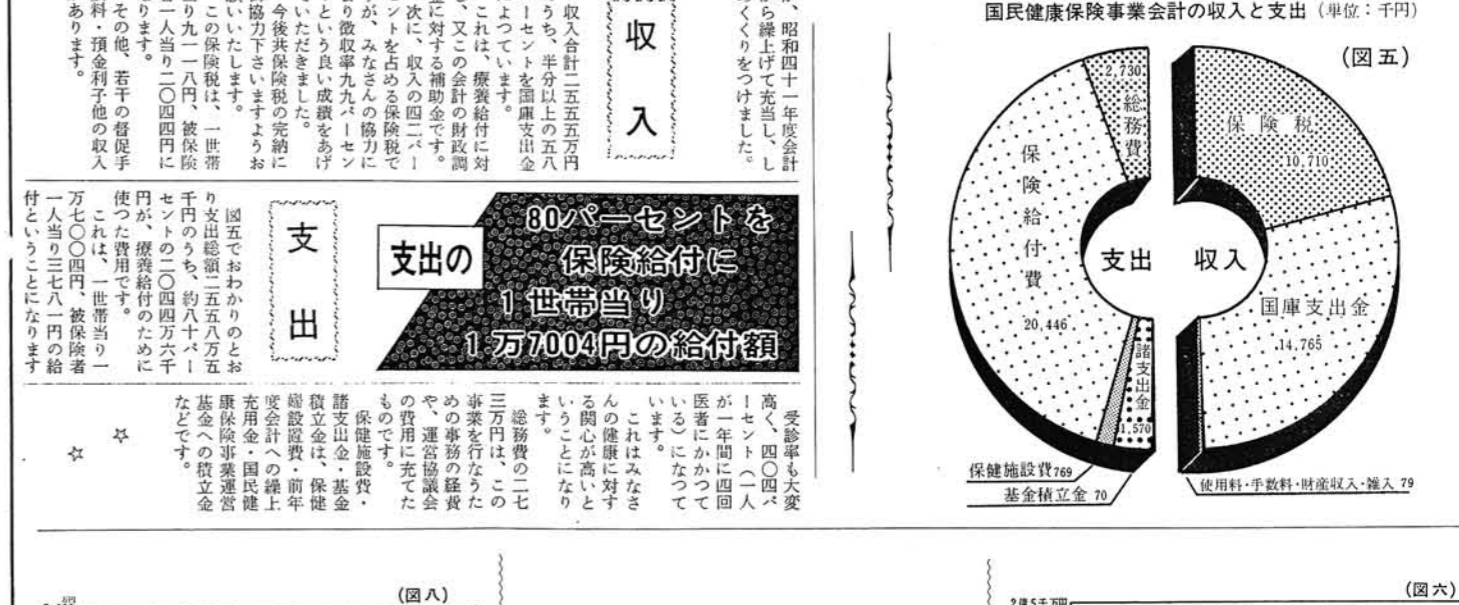 国民健康保険事業会計の収入と支出(単位:千円)
(図五)
保険税
10,710
国庫支出金
14,765
使用料・手数料・財産収入・雑入 79
収入
支出
2,730
総務費
保険給付費
20,446
諸支出金
1,570
保健施設費769
基金積立金 70
、昭和四十一年度会計
ら繰上げて充当し、し
くくりをつけました。
収入
収入合計二五五五万円
うち、半分以上の五八
ーセントを国庫支出金
よつています。
これは、療養給付に対
、又この会計の財政調
金に対する補助金です。
次に、収入の四二パー
ントを占める保険税で
が、みなさんの協力に
り徴収率九九パーセン
という良い成績をあげ
ていただきました。
今後共保険税の完納に
協力下さいますようお
願いいたします。
この保険税は、一世帯
当り九一一八円、被保険
者一人当り二〇四四円に
ります。
その他、若干の督促手
料・預金利子他の収入
あります。
支出の
80パーセントを
保険給付に
1世帯当り
1万7004円の給付額
支出
図五でおわかりのとお
り支出総額二五五八万五
千円のうち、約八十パー
セントの二〇四四万六千
円が、療養給付のために
使つた費用です。
これは、一世帯当り一
万七〇〇四円、被保険者
一人当り三七八一円の給
付ということになります
受診率も大変
高く、四〇四パ
ーセント(一人
が一年間に四回
医者にかかつて
いる)になつて
います。
これはみなさ
んの健康に対す
る関心が高いと
いうことになり
ます。
総務費の二七
三万円は、この
事業を行なうた
めの事務の経費
や、運営協議会
の費用に充てた
ものです。
保健施設費・
諸支出金・基金
積立金は、保健
婦設置費・前年
度会計への繰上
充用金・国民健
康保険事業運営
基金への積立金
などです。
☆
☆
(図八)
(図六)
2億5千万円